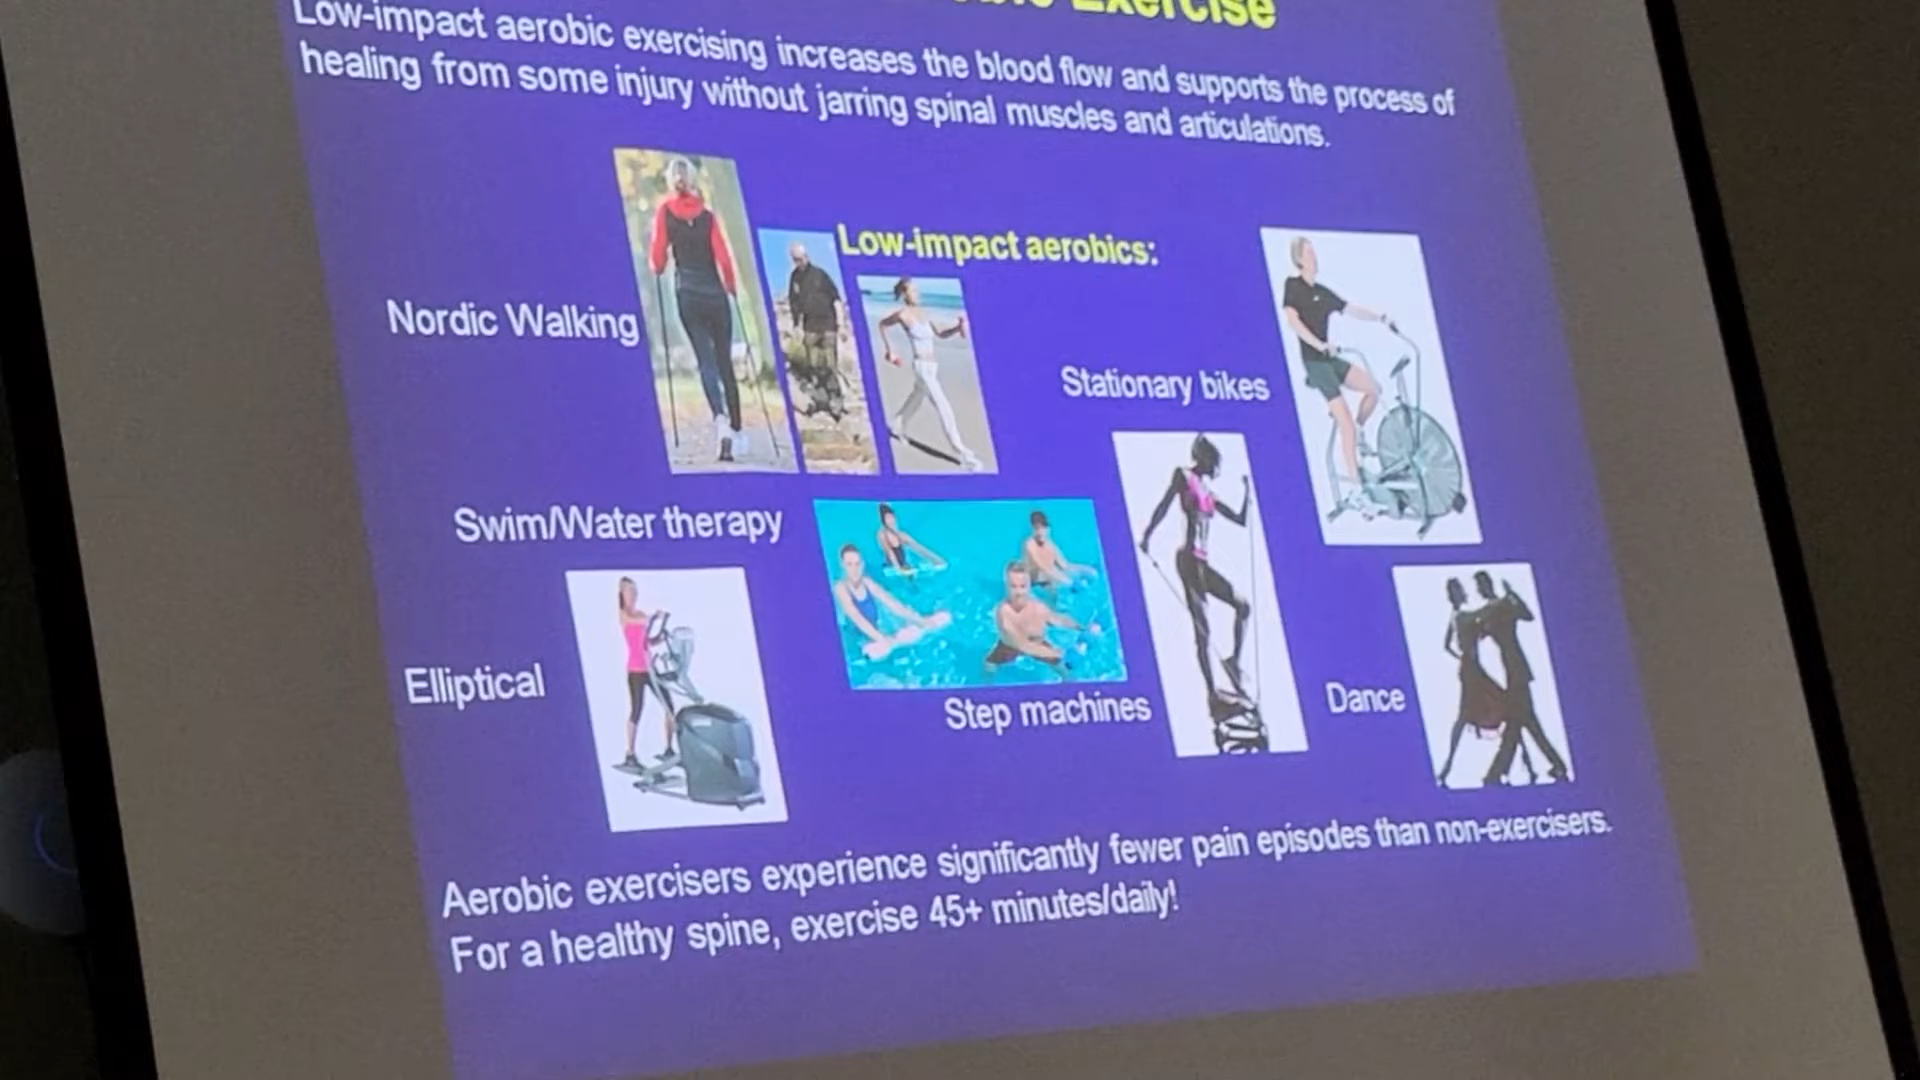 Exercise
Low-impact aerobic exercising increases the blood flow and supports the process of
healing from some injury without jarring spinal muscles and articulations.
Low-impact aerobics:
Nordic Walking
Stationary bikes
Swim/Water therapy
Elliptical
Step machines
Dance
Aerobic exercisers experience significantly fewer pain episodes than non-exercisers.
For a healthy spine, exercise 45+ minutes/daily!